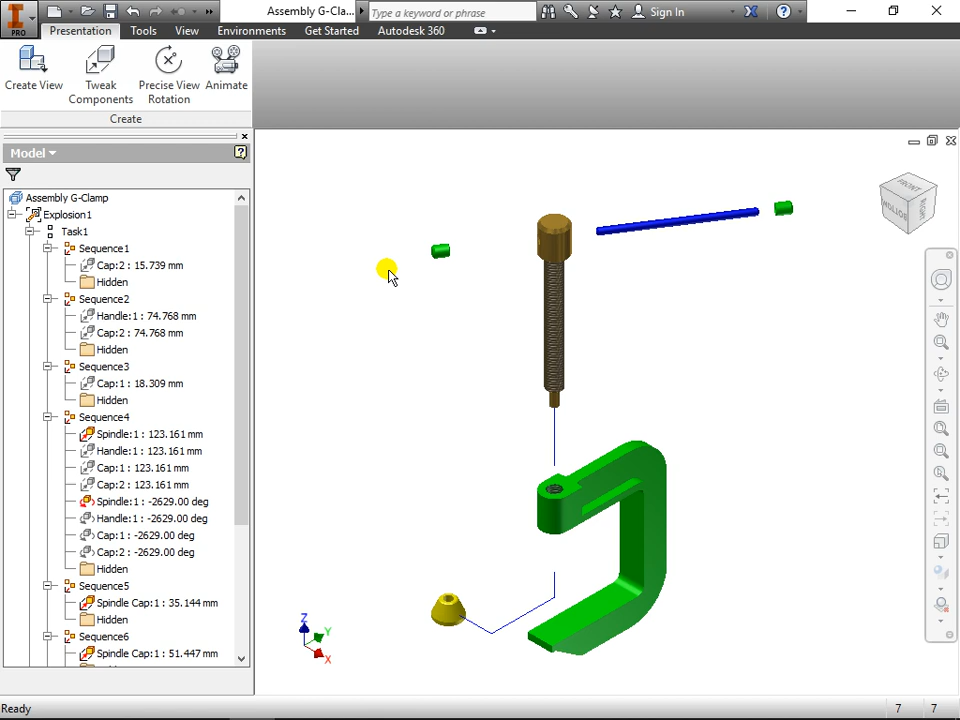 PRO
Assembly G-Clam...
Type a keyword or phrase
Sign In
Presentation Tools View Environments Get Started Autodesk 360
Create View
Tweak Components
Precise View Rotation
Animate
Create
Model
Assembly G-Clamp
Explosion1
Task1
Sequence1
Cap:2 : 15.739 mm
Hidden
Sequence2
Handle:1 : 74.768 mm
Cap:2 : 74.768 mm
Hidden
Sequence3
Cap:1 : 18.309 mm
Hidden
Sequence4
Spindle:1 : 123.161 mm
Handle:1 : 123.161 mm
Cap:1 : 123.161 mm
Cap:2 : 123.161 mm
Spindle:1 : -2629.00 deg
Handle:1 : -2629.00 deg
Cap:1 : -2629.00 deg
Cap:2 : -2629.00 deg
Hidden
Sequence5
Spindle Cap:1 : 35.144 mm
Hidden
Sequence6
Spindle Cap:1 : 51.447 mm
FRONT
RIGHT
BOTTOM
Z
Y
X
Ready
7 7